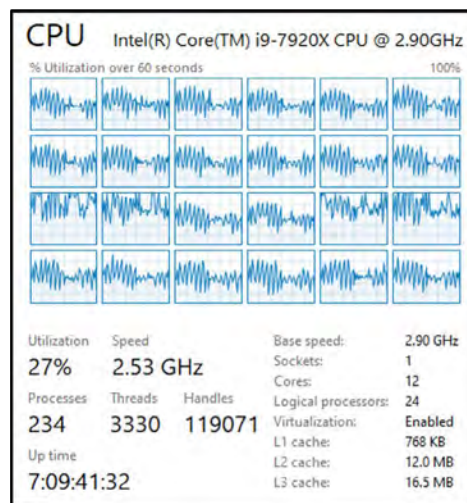 CPU Intel(R) Core(TM) i9-7920X CPU @ 2.90GHz
% Utilization over 60 seconds 100%
Utilization Speed
27% 2.53 GHz
Processes Threads Handles
234 3330 119071
Up time
7:09:41:32
Base speed: 2.90 GHz
Sockets: 1
Cores: 12
Logical processors: 24
Virtualization: Enabled
L1 cache: 768 KB
L2 cache: 12.0 MB
L3 cache: 16.5 MB